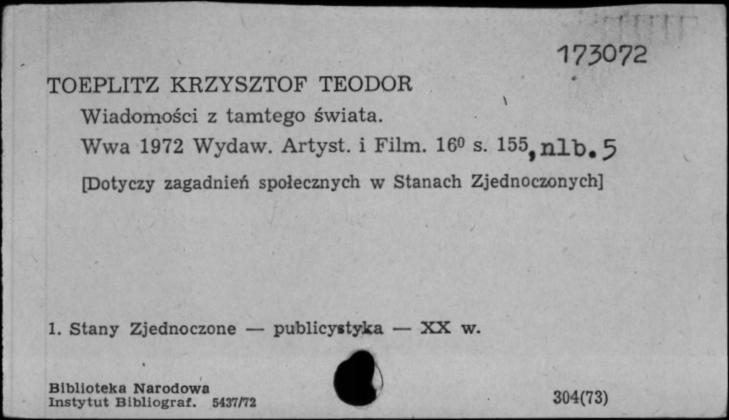 173072
TOEPLITZ KRZYSZTOF TEODOR
Wiadomości z tamtego świata.
Wwa 1972 Wydaw. Artyst. i Film. 16⁰ s. 155, nlb. 5
[Dotyczy zagadnień społecznych w Stanach Zjednoczonych]
1. Stany Zjednoczone — publicystyka — XX w.
Biblioteka Narodowa
Instytut Bibliograf. 5437/72
304(73)